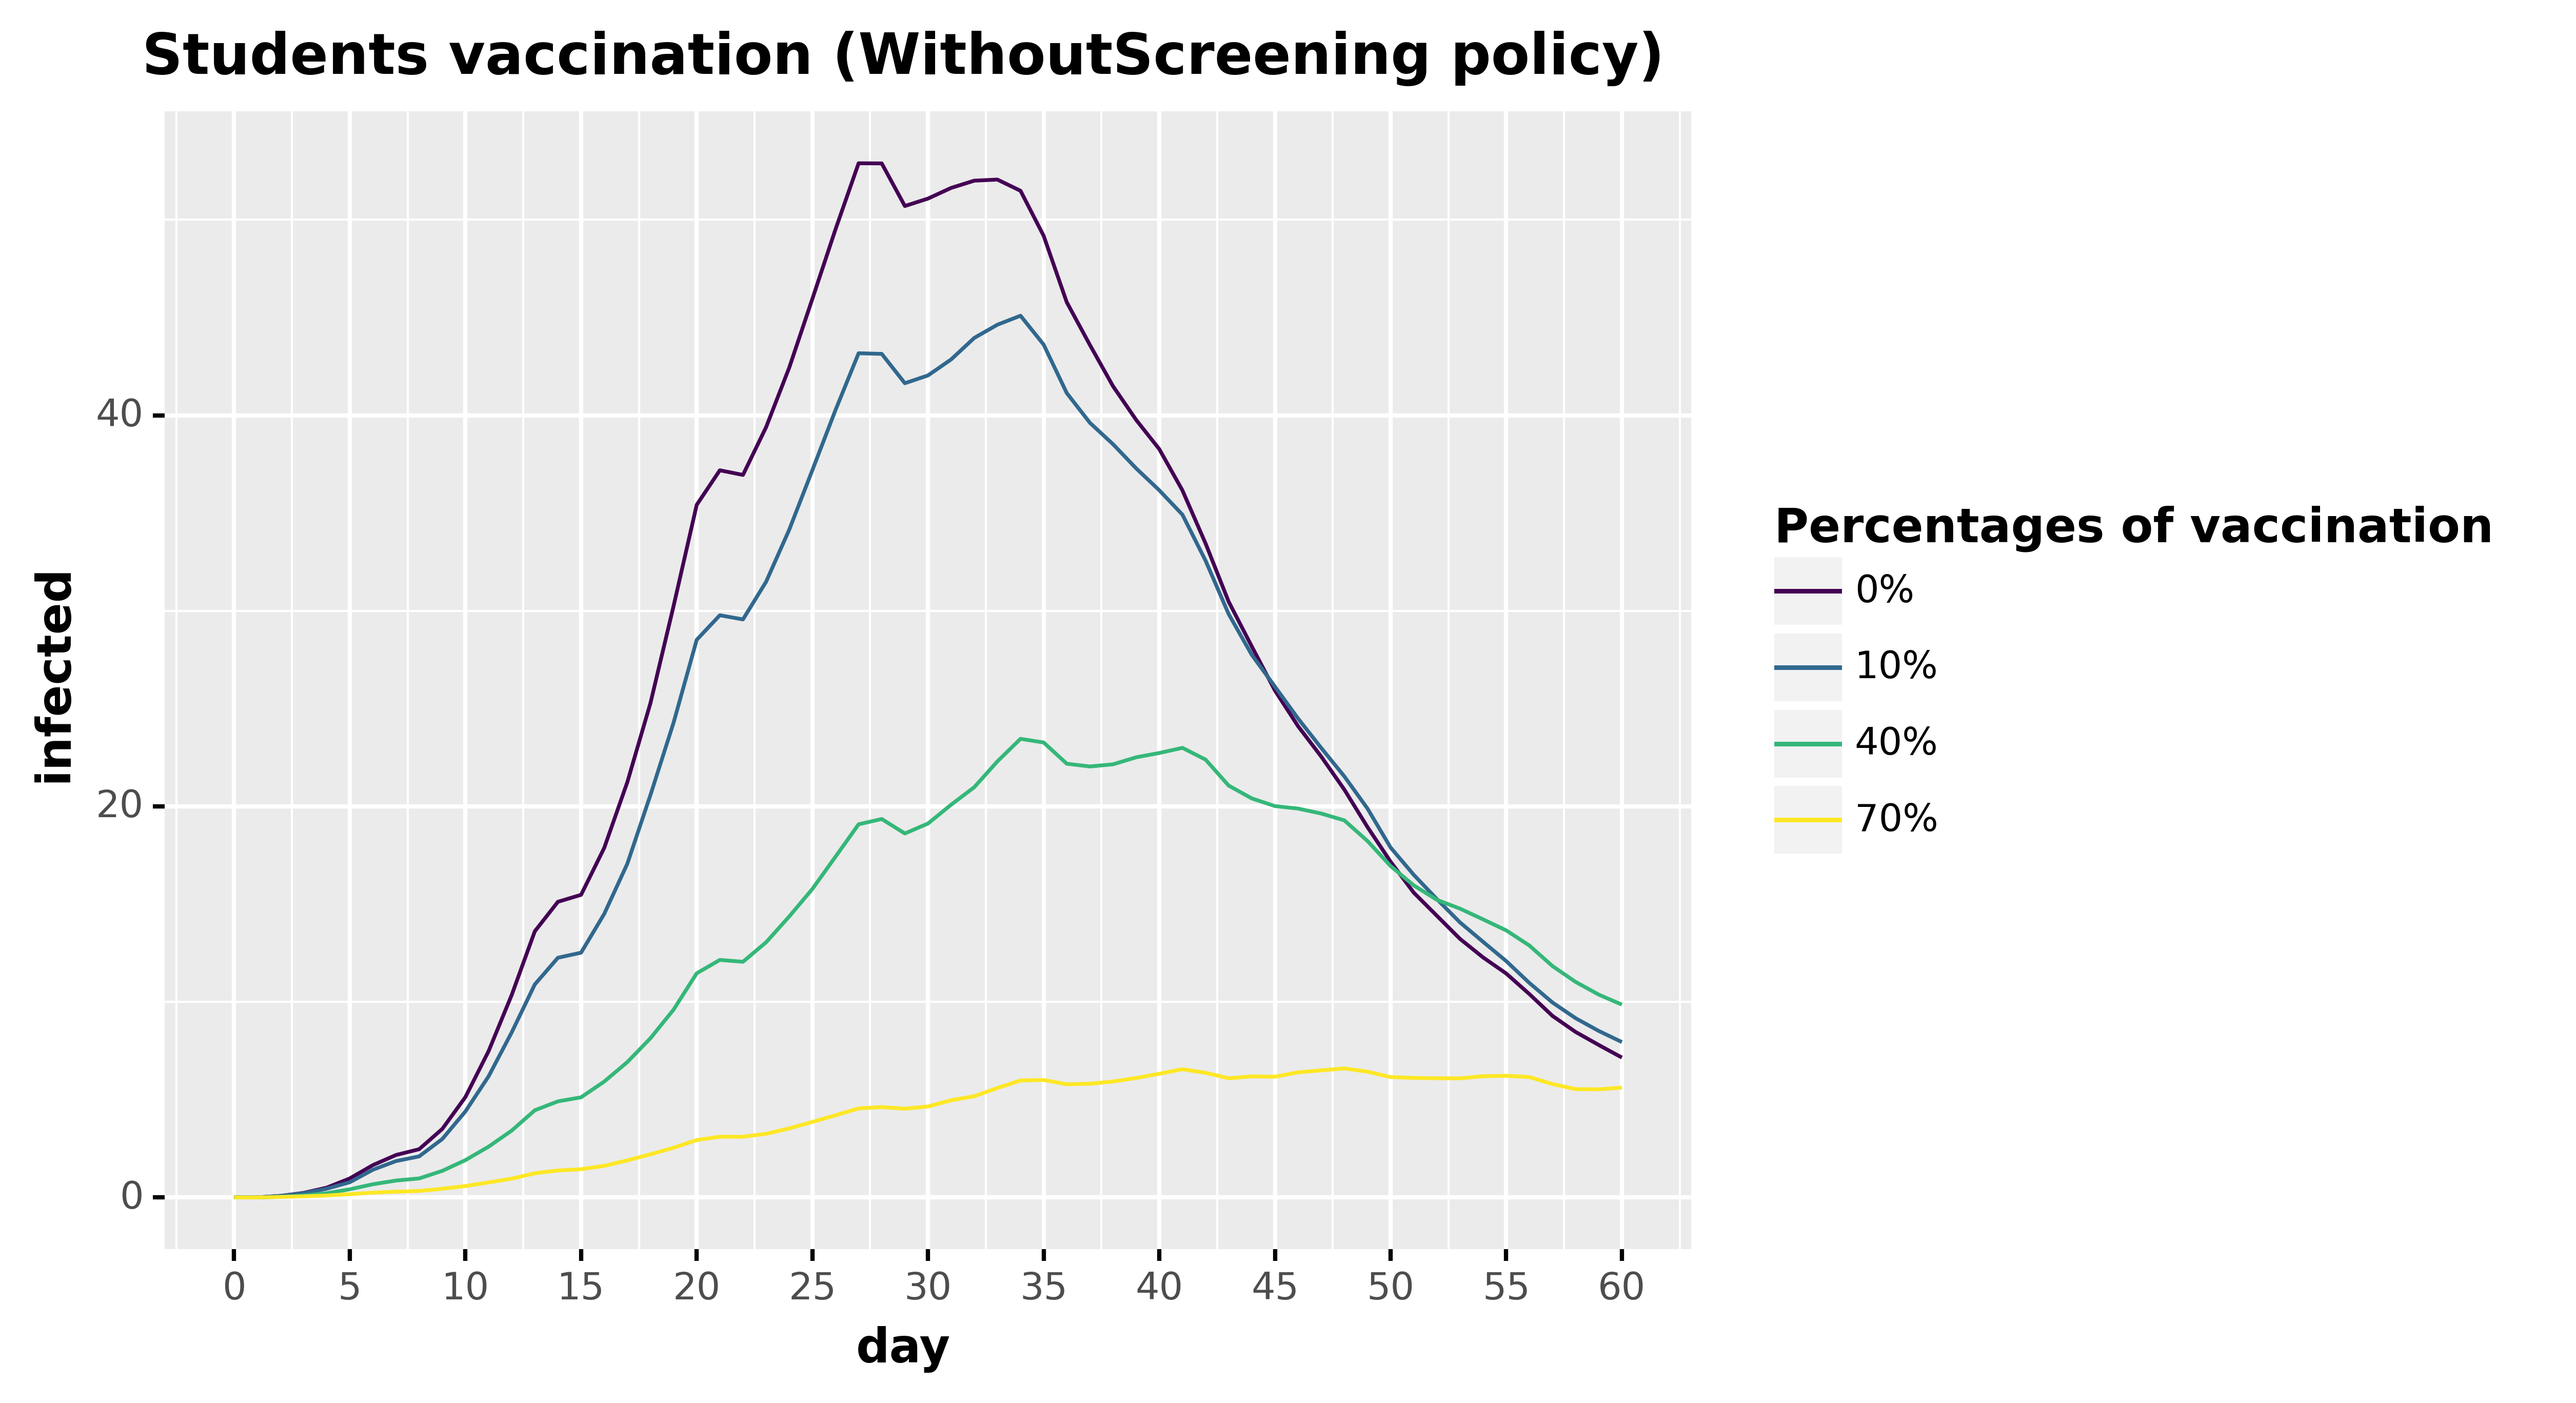 Students vaccination (WithoutScreening policy)
infected
40
20
0
0 5 10 15 20 25 30 35 40 45 50 55 60
day
Percentages of vaccination
0%
10%
40%
70%